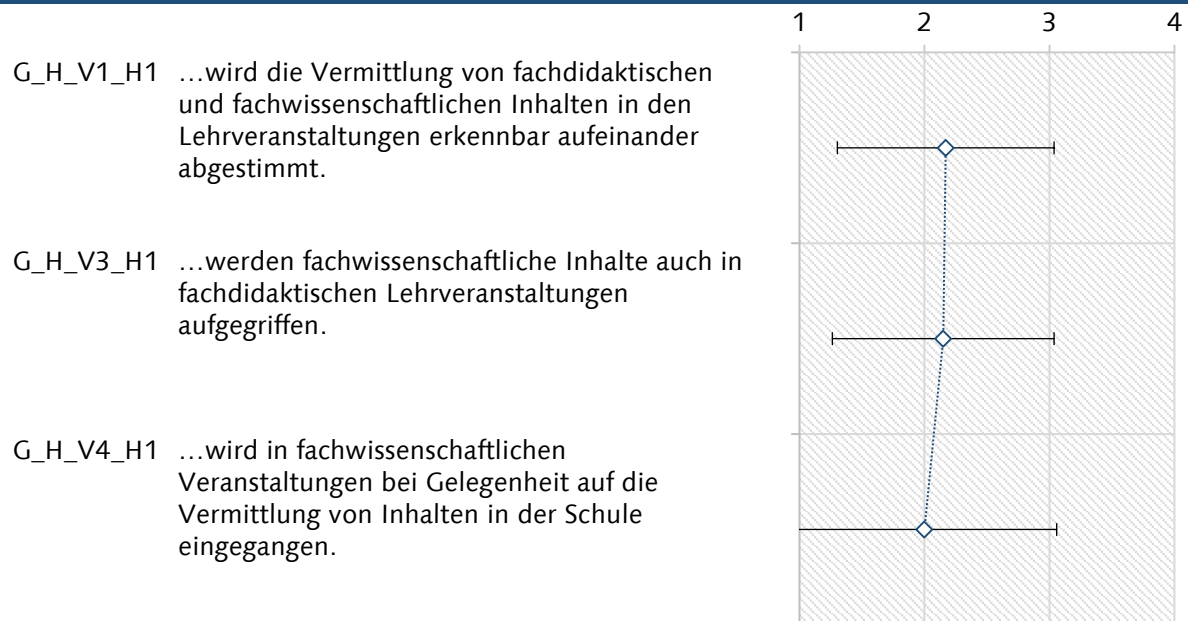 1 2 3 4
G_H_V1_H1 …wird die Vermittlung von fachdidaktischen
und fachwissenschaftlichen Inhalten in den
Lehrveranstaltungen erkennbar aufeinander
abgestimmt.
G_H_V3_H1 …werden fachwissenschaftliche Inhalte auch in
fachdidaktischen Lehrveranstaltungen
aufgegriffen.
G_H_V4_H1 …wird in fachwissenschaftlichen
Veranstaltungen bei Gelegenheit auf die
Vermittlung von Inhalten in der Schule
eingegangen.